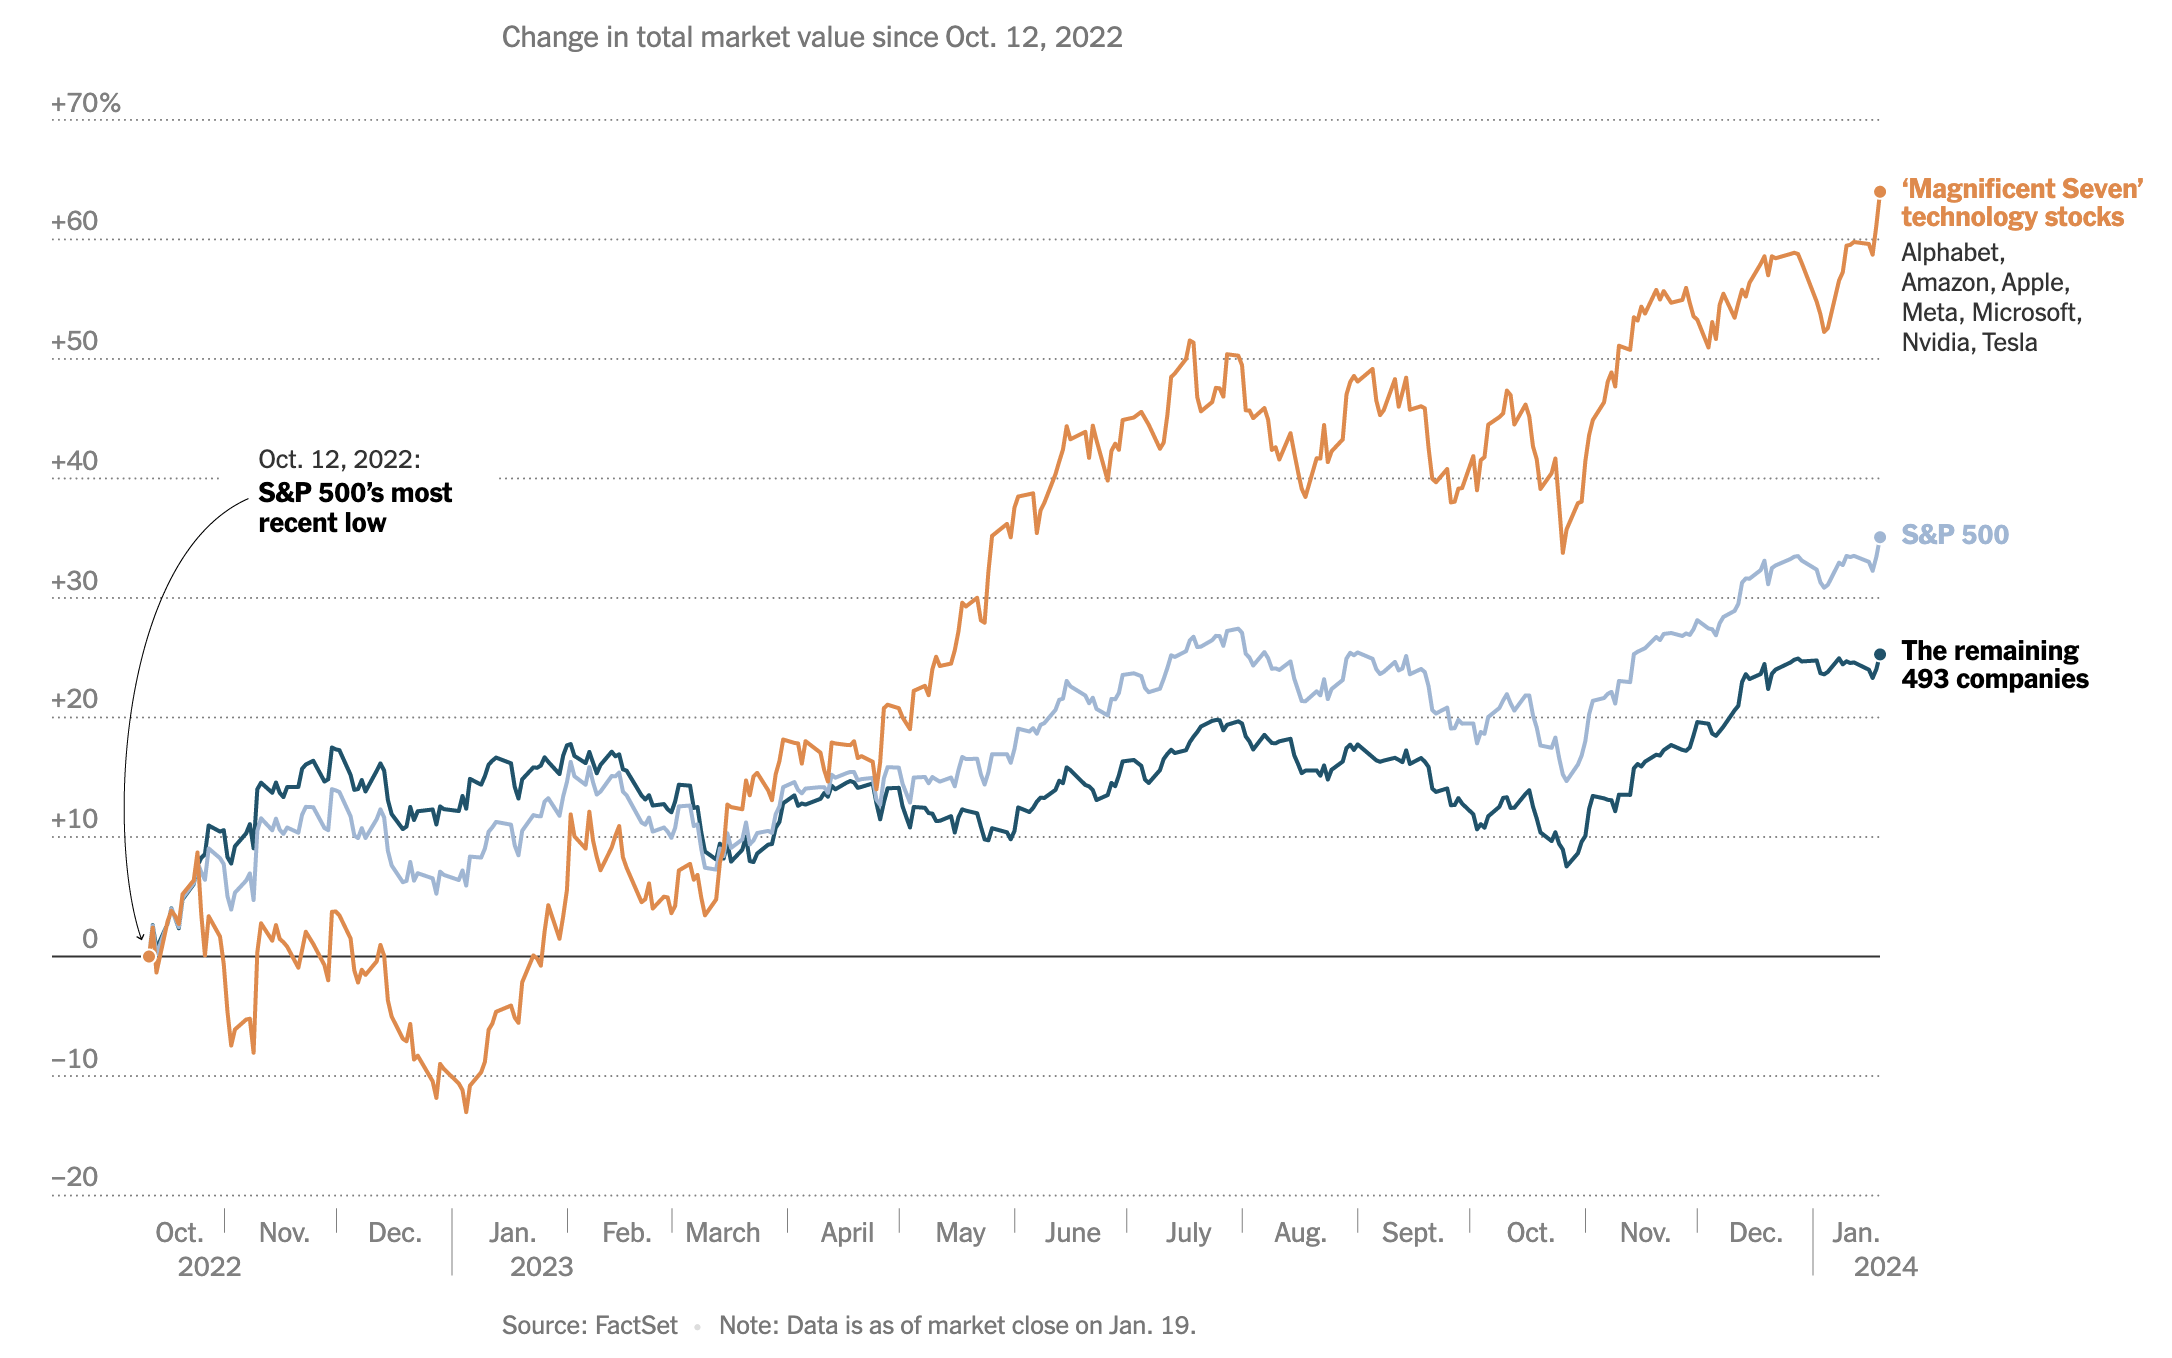 Change in total market value since Oct. 12, 2022
+70%
+60
+50
+40
+30
+20
+10
0
−10
−20
Oct. 12, 2022:
S&P 500’s most
recent low
‘Magnificent Seven’
technology stocks
Alphabet,
Amazon, Apple,
Meta, Microsoft,
Nvidia, Tesla
S&P 500
The remaining
493 companies
Oct. Nov. Dec. Jan. Feb. March April May June July Aug. Sept. Oct. Nov. Dec. Jan.
2022 2023 2024
Source: FactSet • Note: Data is as of market close on Jan. 19.